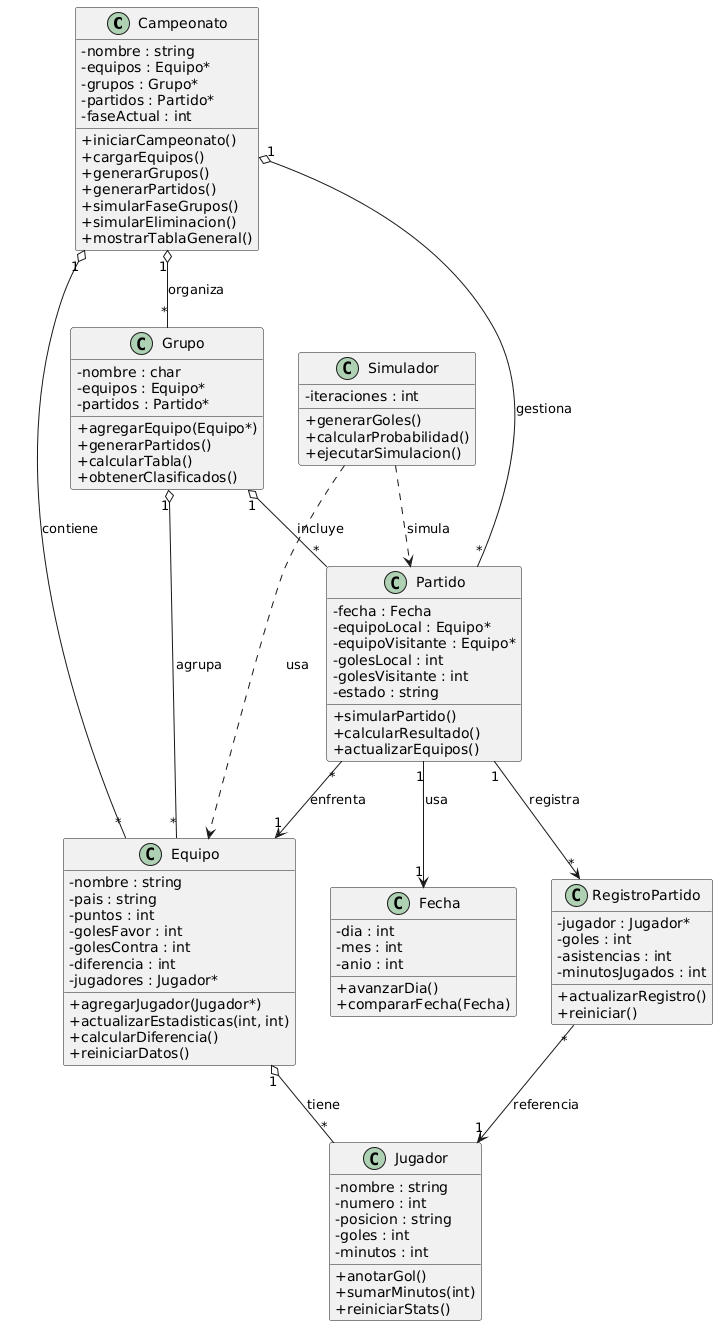 C Campeonato
-nombre : string
-equipos : Equipo*
-grupos : Grupo*
-partidos : Partido*
-faseActual : int
+iniciarCampeonato()
+cargarEquipos()
+generarGrupos()
+generarPartidos()
+simularFaseGrupos()
+simularEliminacion()
+mostrarTablaGeneral()
1
1
1
organiza
*
C Grupo
-nombre : char
-equipos : Equipo*
-partidos : Partido*
+agregarEquipo(Equipo*)
+generarPartidos()
+calcularTabla()
+obtenerClasificados()
C Simulador
-iteraciones : int
+generarGoles()
+calcularProbabilidad()
+ejecutarSimulacion()
gestiona
1
1
contiene
incluye
simula
*
*
C Partido
-fecha : Fecha
-equipoLocal : Equipo*
-equipoVisitante : Equipo*
-golesLocal : int
-golesVisitante : int
-estado : string
+simularPartido()
+calcularResultado()
+actualizarEquipos()
agrupa
usa
*
1
1
enfrenta
usa
registra
*
*
1
1
*
C Equipo
-nombre : string
-pais : string
-puntos : int
-golesFavor : int
-golesContra : int
-diferencia : int
-jugadores : Jugador*
+agregarJugador(Jugador*)
+actualizarEstadisticas(int, int)
+calcularDiferencia()
+reiniciarDatos()
C Fecha
-dia : int
-mes : int
-anio : int
+avanzarDia()
+compararFecha(Fecha)
C RegistroPartido
-jugador : Jugador*
-goles : int
-asistencias : int
-minutosJugados : int
+actualizarRegistro()
+reiniciar()
1
*
tiene
referencia
*
1
C Jugador
-nombre : string
-numero : int
-posicion : string
-goles : int
-minutos : int
+anotarGol()
+sumarMinutos(int)
+reiniciarStats()